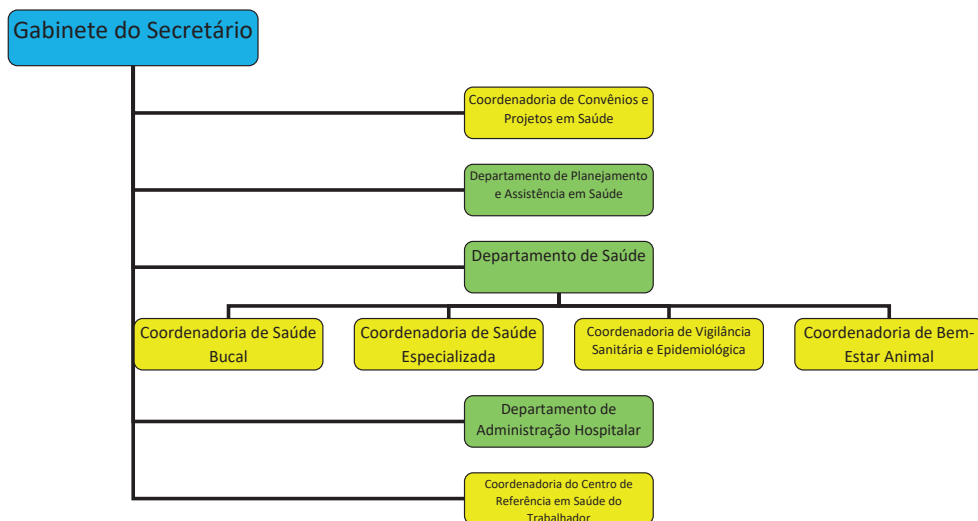 Gabinete do Secretário
Coordenadoria de Convênios e
Projetos em Saúde
Departamento de Planejamento
e Assistência em Saúde
Departamento de Saúde
Coordenadoria de Saúde
Bucal
Coordenadoria de Saúde
Especializada
Coordenadoria de Vigilância
Sanitária e Epidemiológica
Coordenadoria de Bem-
Estar Animal
Departamento de
Administração Hospitalar
Coordenadoria do Centro de
Referência em Saúde do
Trabalhador